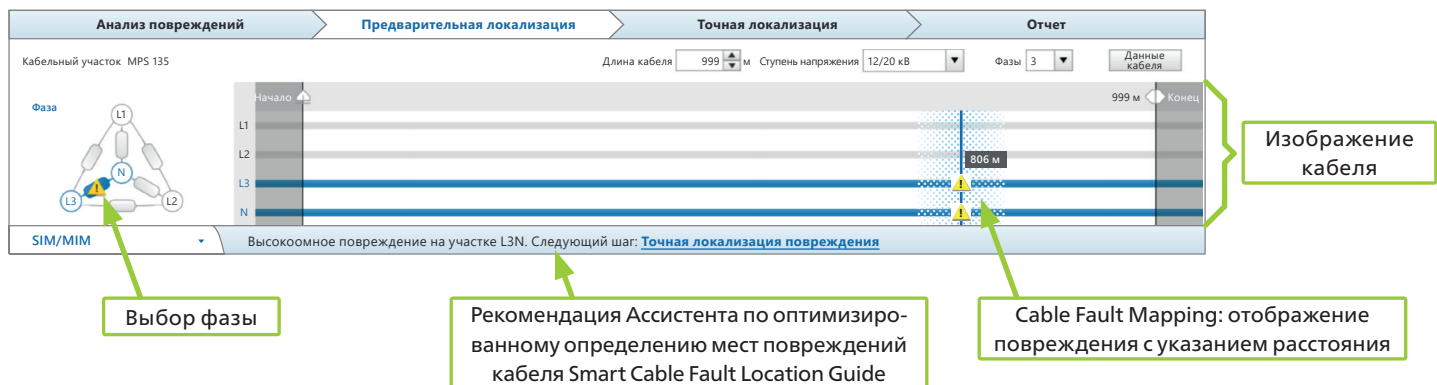 Анализ повреждений
Предварительная локализация
Точная локализация
Отчет
Кабельный участок MPS 135
Длина кабеля 999 м Ступень напряжения 12/20 кВ Фазы 3 Данные кабеля
Фаза
Начало
999 м
Конец
L1
L1
L2
806 м
N
L3
L3
L2
N
Изображение
кабеля
SIM/MIM
Высокоомное повреждение на участке L3N. Следующий шаг: Точная локализация повреждения
Выбор фазы
Рекомендация Ассистента по оптимизиро-
ванному определению мест повреждений
кабеля Smart Cable Fault Location Guide
Cable Fault Mapping: отображение
повреждения с указанием расстояния